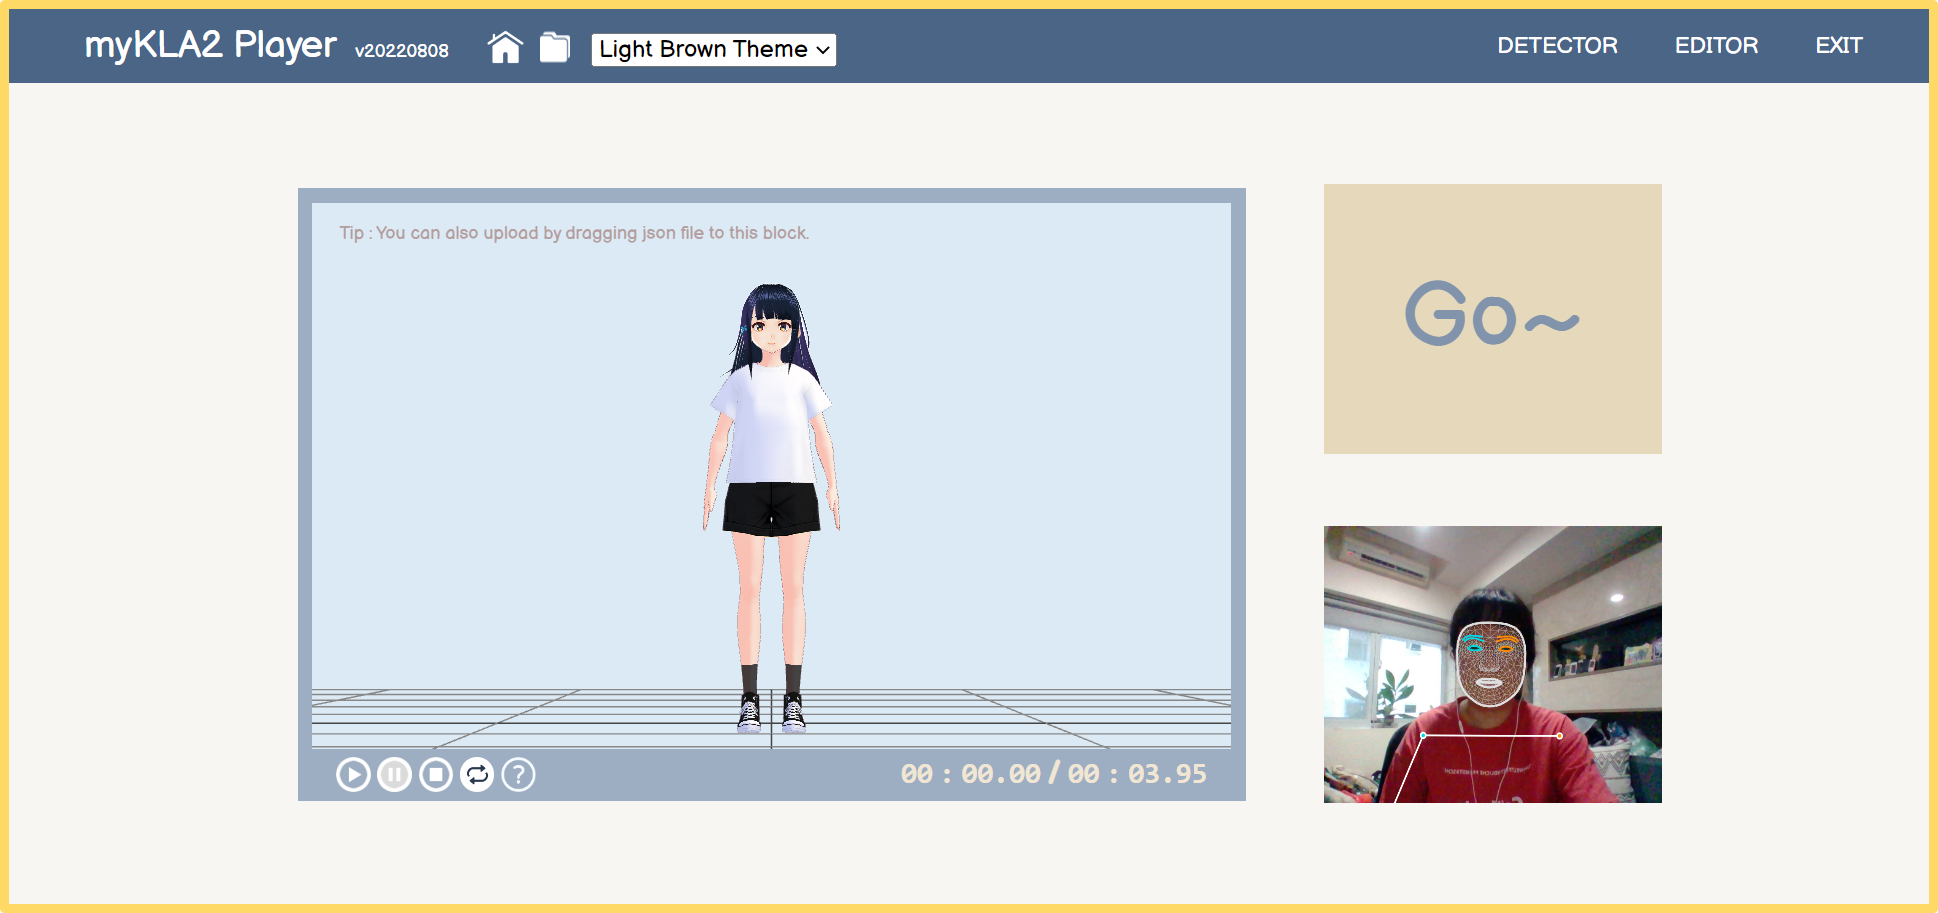 myKLA2 Player v20220808 Light Brown Theme DETECTOR EDITOR EXIT
Tip : You can also upload by dragging json file to this block.
Go~
00 : 00.00 / 00 : 03.95